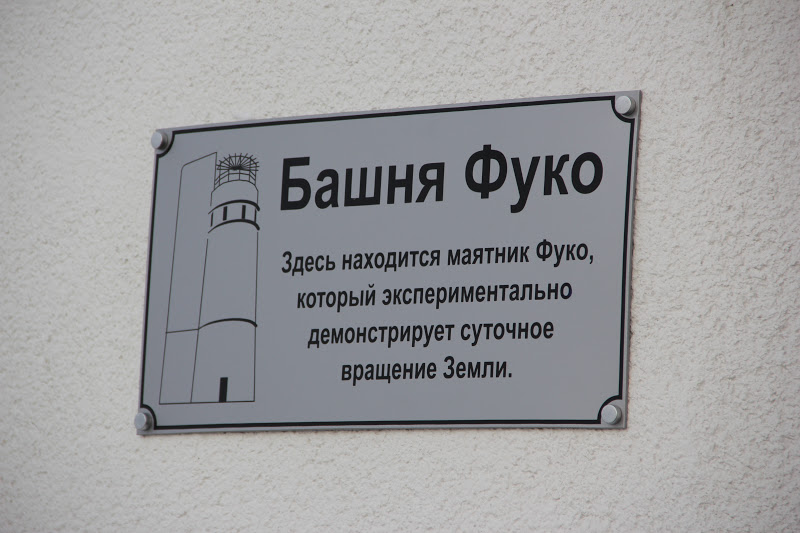 Башня Фуко
Здесь находится маятник Фуко,
который экспериментально
демонстрирует суточное
вращение Земли.